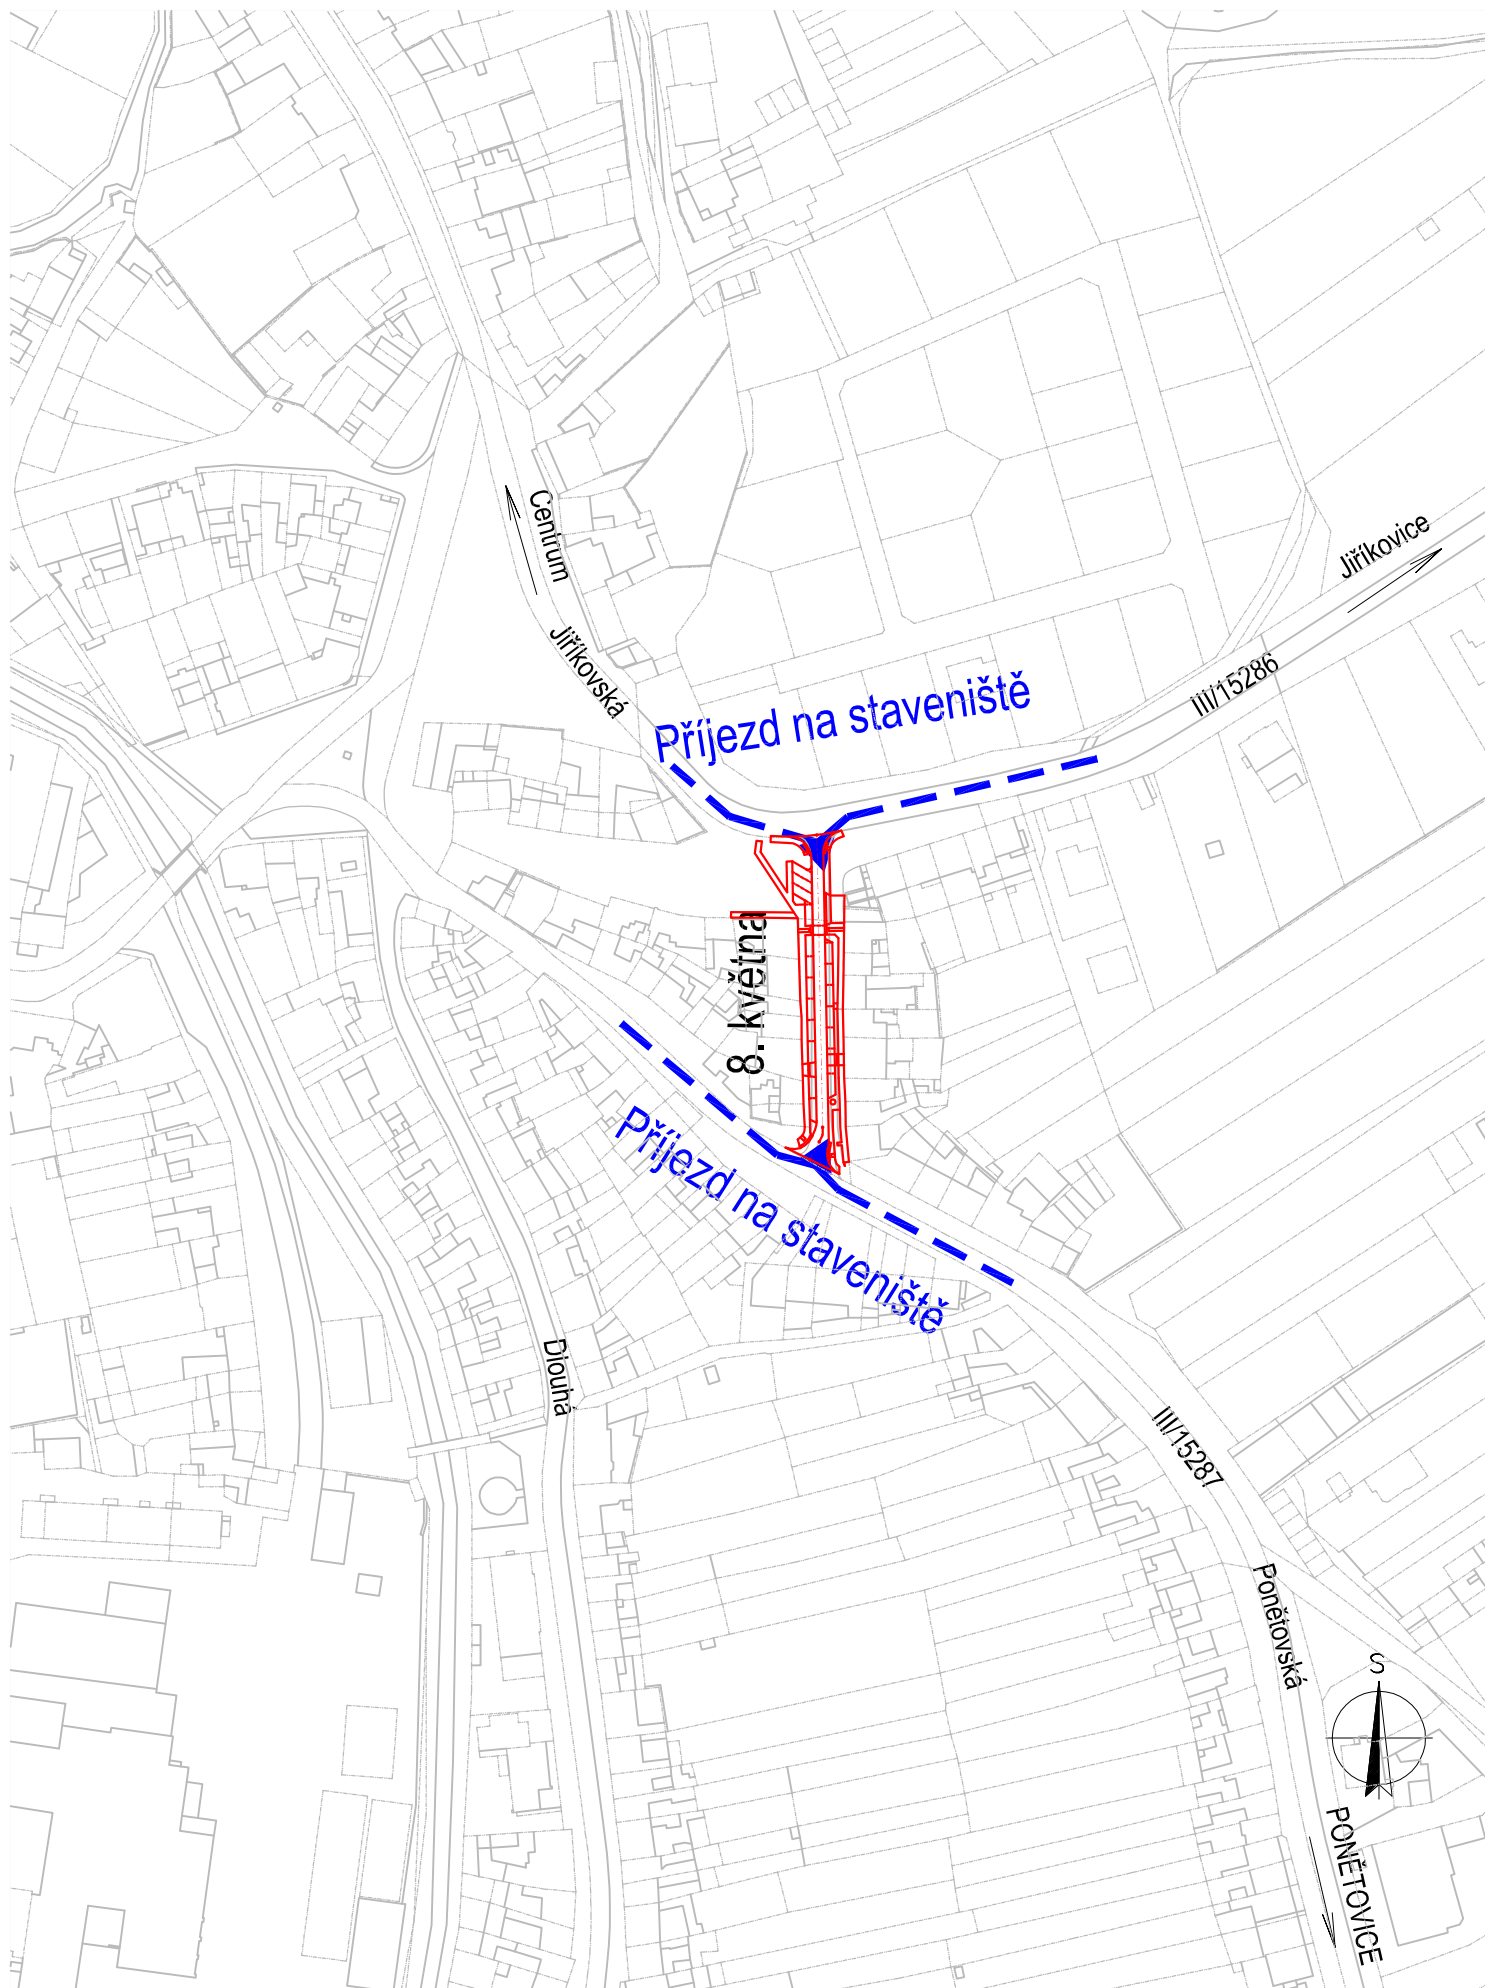 Centrum
Jiříkovice
Jiříkovská
III/15286
Příjezd na staveniště
8. května
Příjezd na staveniště
Dlouhá
III/15287
Ponětovská
S
PONĚTOVICE